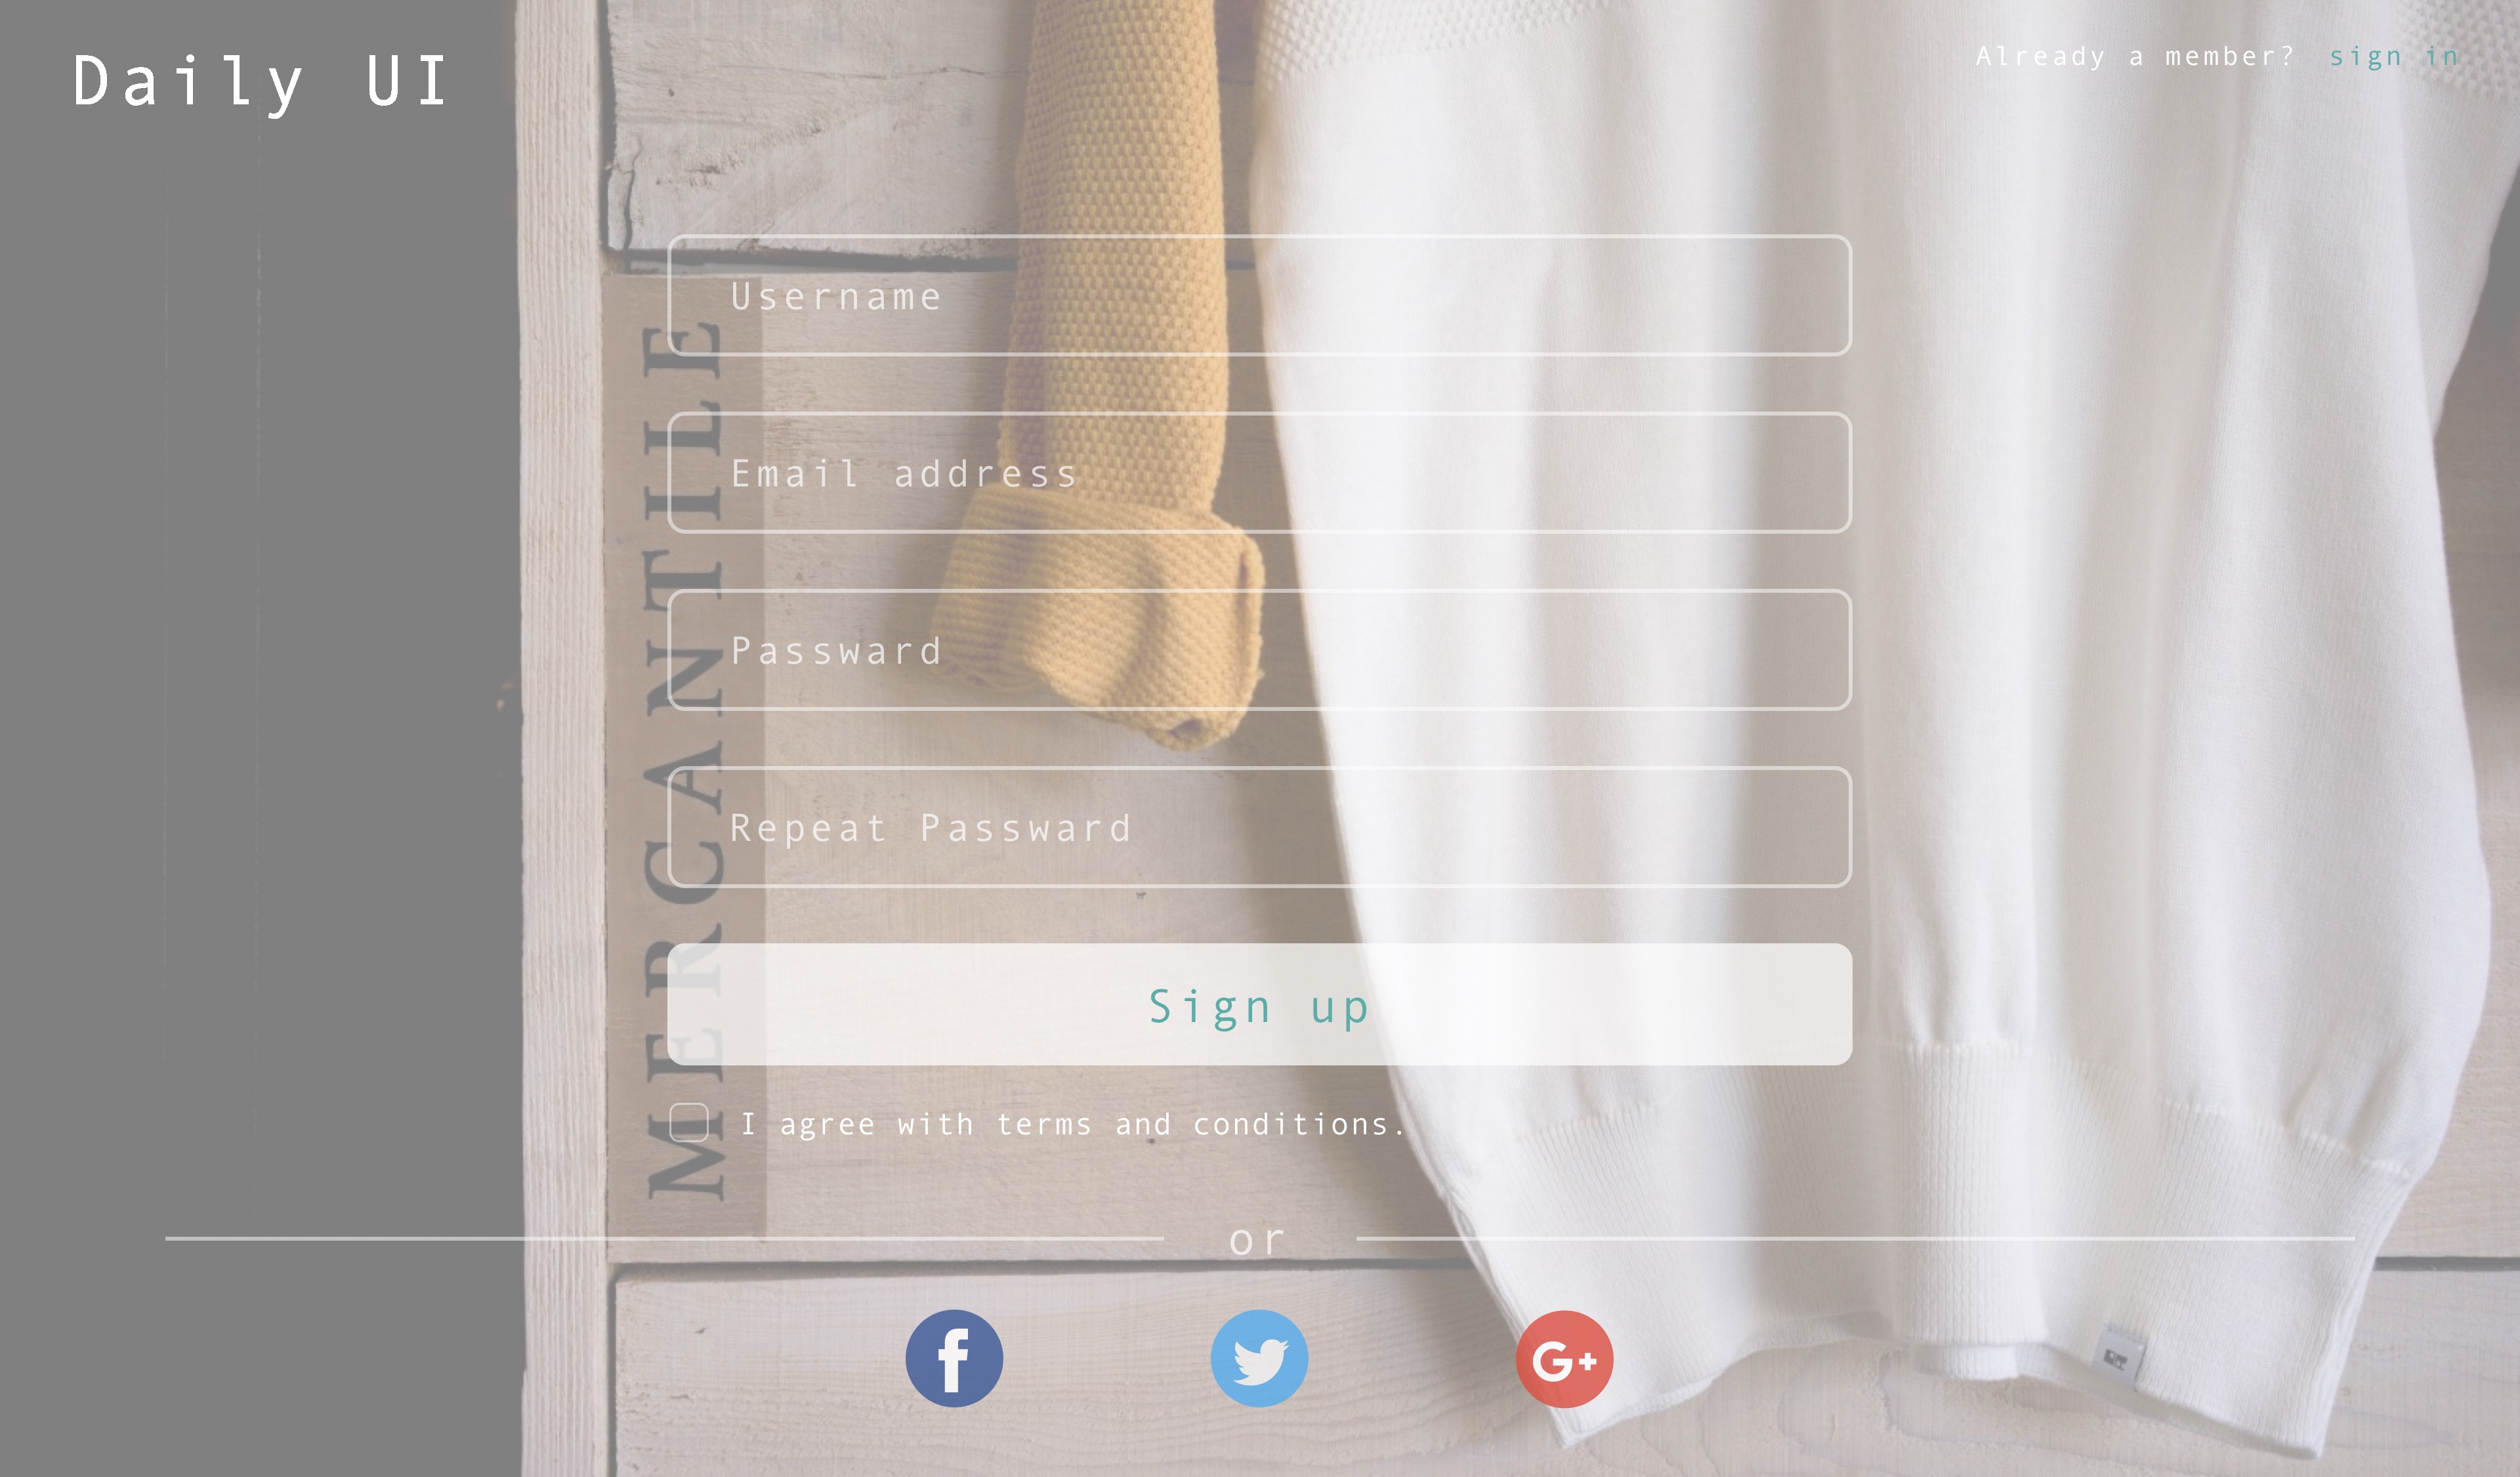 Daily UI
Already a member? sign in
Username
Email address
Passward
Repeat Passward
MERCANTILE
Sign up
I agree with terms and conditions.
or
f
G+